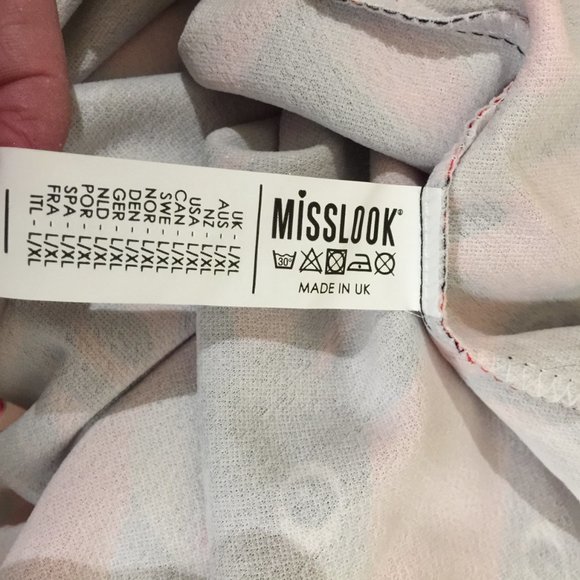 MISSLOOK®
30°
MADE IN UK
UK - L/XL
AUS - L/XL
NZ - L/XL
USA - L/XL
CAN - L/XL
SWE - L/XL
NOR - L/XL
DEN - L/XL
GER - L/XL
NLD - L/XL
POR - L/XL
SPA - L/XL
FRA - L/XL
ITL - L/XL